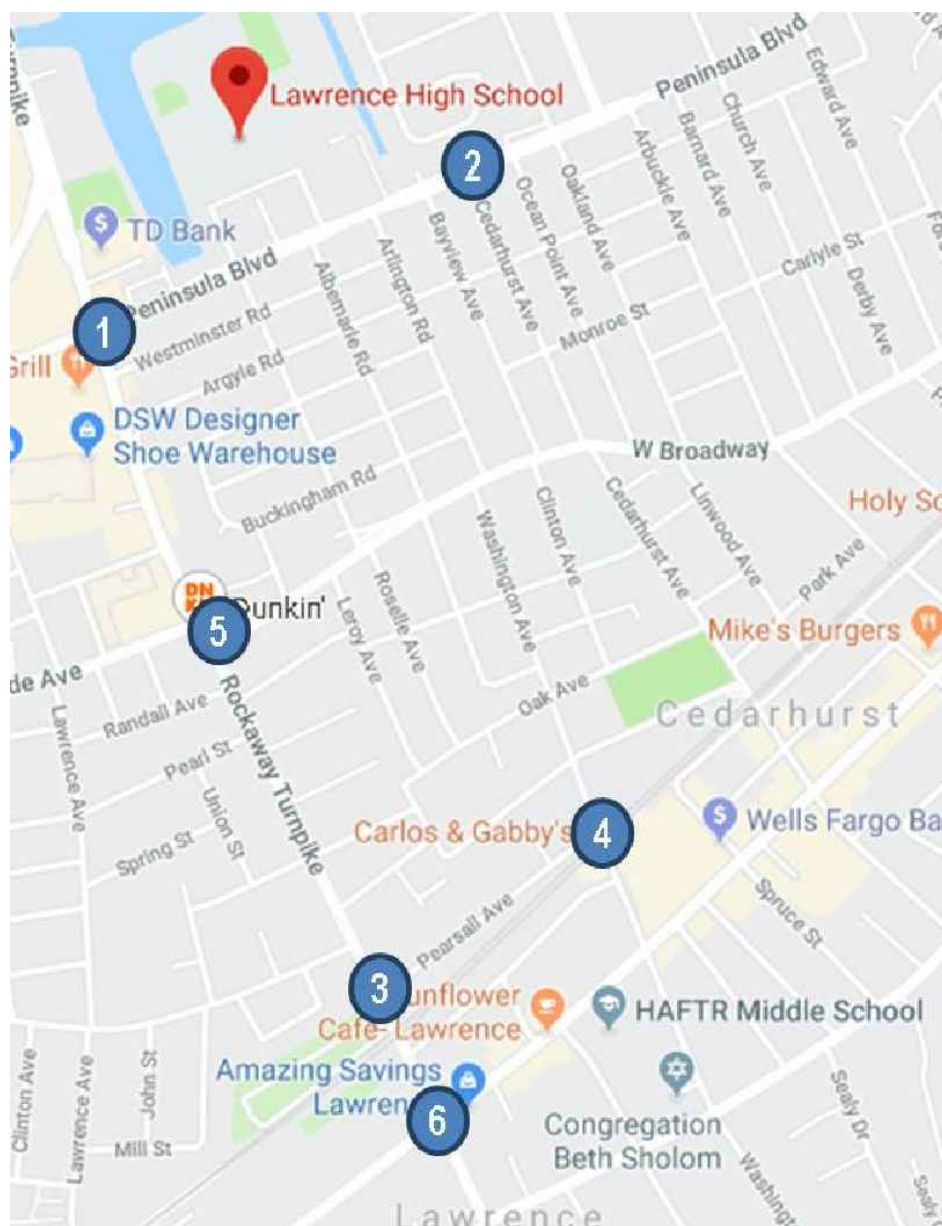 Turnpike
Peninsula Blvd
Lawrence High School
Edward Ave
Church Ave
Barnard Ave
Arbuckle Ave
2
TD Bank
Oakland Ave
Ocean Point Ave
Cedarhurst Ave
Bayview Ave
Arlington Rd
Albemarle Rd
Carlyle St
Derby Ave
Peninsula Blvd
1
Westminster Rd
Monroe St
Grill
Argyle Rd
DSW Designer
Shoe Warehouse
W Broadway
Buckingham Rd
Clinton Ave
Cedarhurst Ave
Linwood Ave
Washington Ave
Park Ave
Dunkin'
5
Roselle Ave
Leroy Ave
Mike's Burgers
Oak Ave
Cedarhurst
Rockaway Turnpike
Randall Ave
Lawrence Ave
Pearl St
Union St
Spring St
Carlos & Gabby's
4
Wells Fargo
Spruce St
Pearsall Ave
3
unflower
Cafe- Lawrence
HAFTR Middle School
Amazing Savings
Lawren
6
Congregation
Beth Sholom
Sealy Dr
John St
Clinton Ave
Lawrence Ave
Mill St
Washingt
Sealy
Lawrence